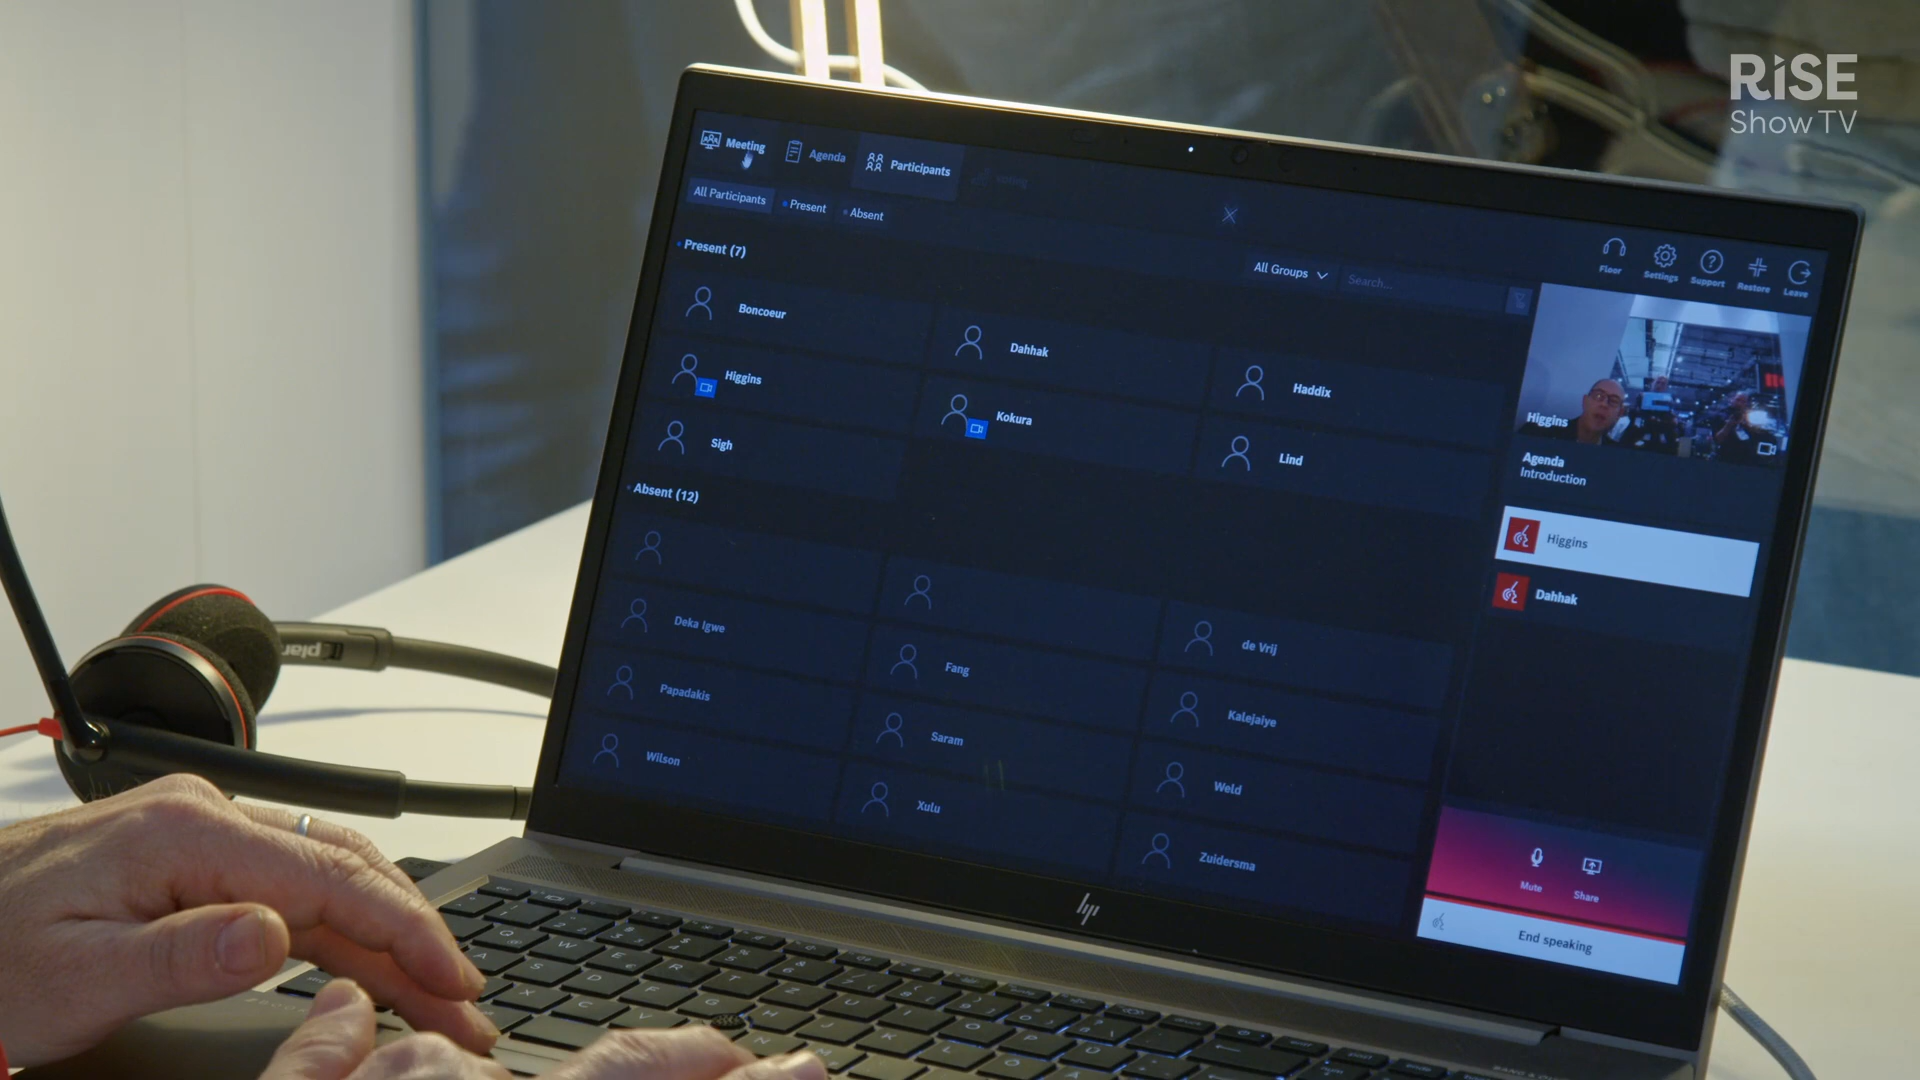 RiSE
Show TV
Meeting
Agenda
Participants
voting
All Participants
Present
Absent
Present (7)
All Groups
Search...
Floor
Settings
Support
Restore
Leave
Boncoeur
Dahhak
Haddix
Higgins
Kokura
Lind
Sigh
Higgins
Agenda
Introduction
Higgins
Dahhak
Absent (12)
Deka Igwe
Fang
de Vrij
Papadakis
Saram
Kalejaiye
Wilson
Xulu
Weld
Zuidersma
Mute
Share
End speaking
hp
plan
Q W E R T Z U I O P Ü
A S D F G H J K L Ö Ä
X C V N M